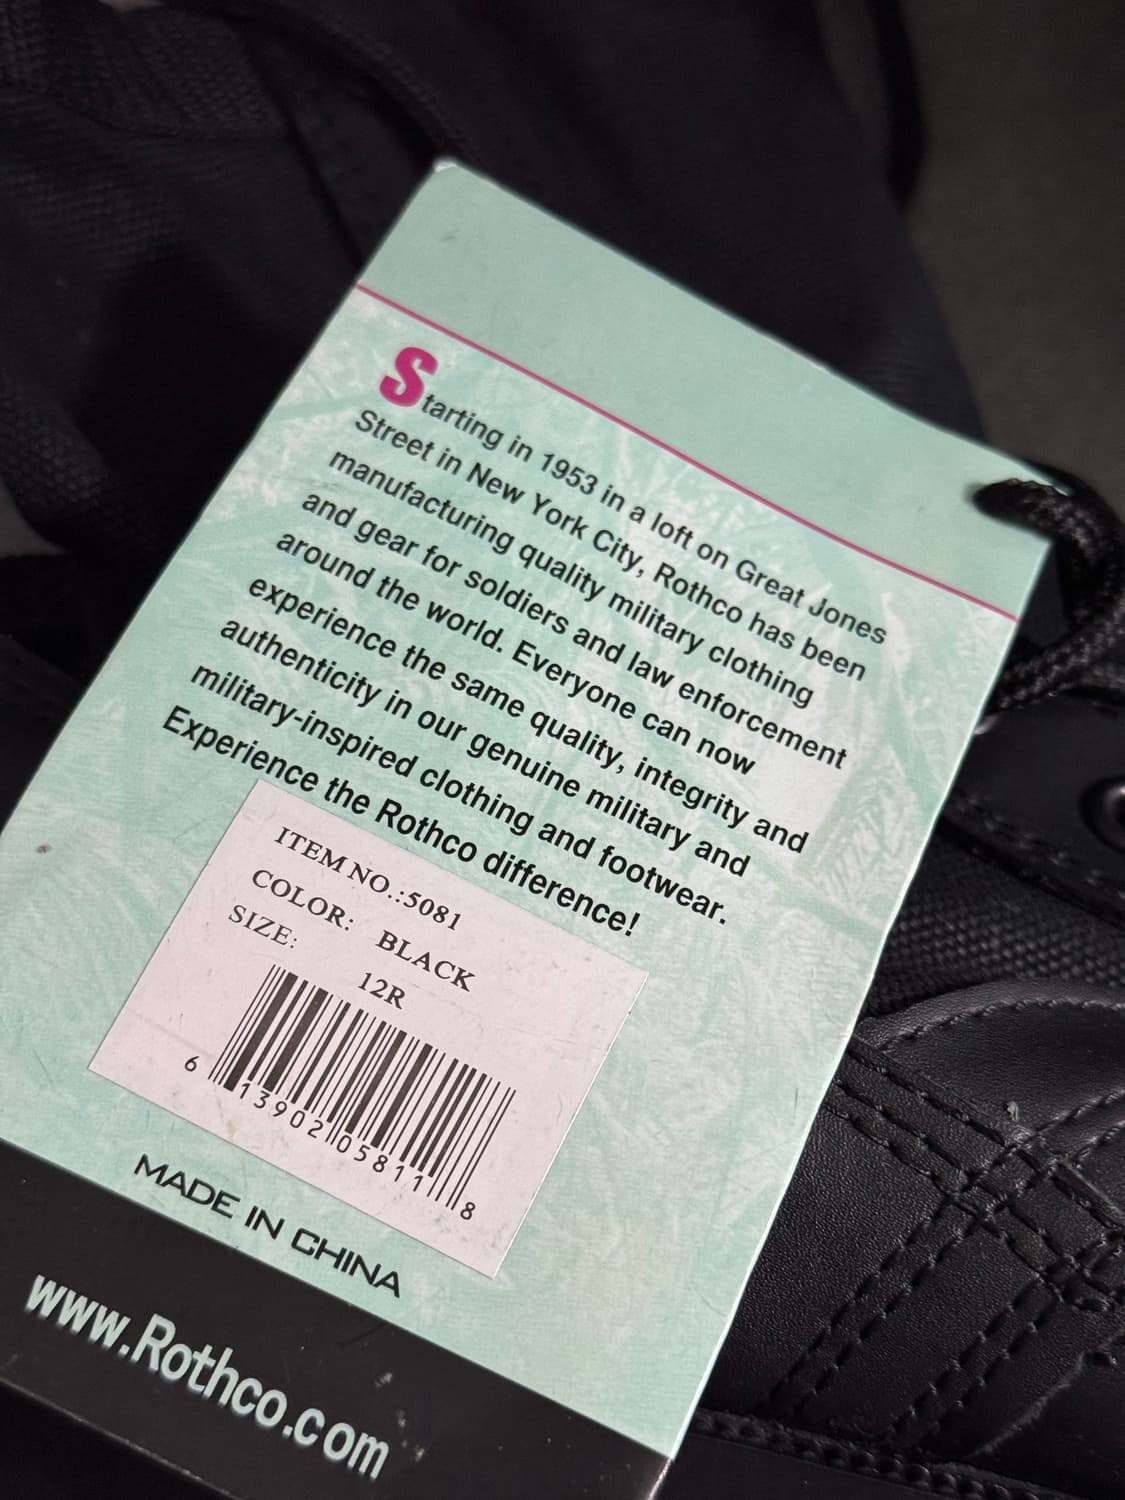 Starting in 1953 in a loft on Great Jones
Street in New York City, Rothco has been
manufacturing quality military clothing
and gear for soldiers and law enforcement
around the world. Everyone can now
experience the same quality, integrity and
authenticity in our genuine military and
military-inspired clothing and footwear.
Experience the Rothco difference!
ITEM NO.:5081
COLOR: BLACK
SIZE: 12R
6 13902 05811 8
MADE IN CHINA
www.Rothco.com